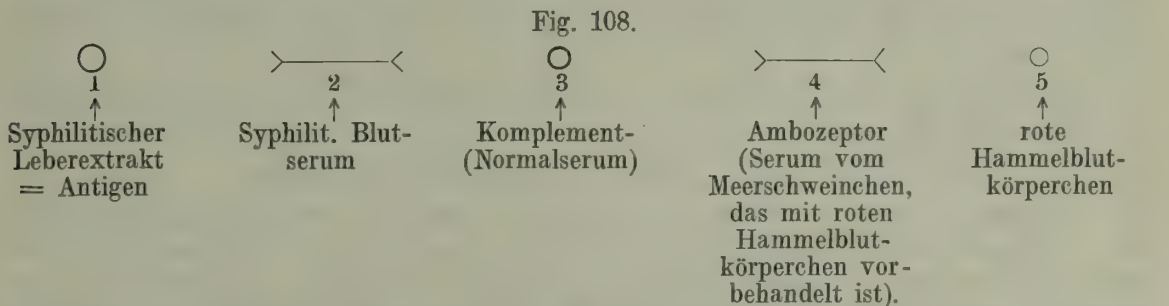 Fig. 108.
1
Syphilitischer
Leberextrakt
= Antigen
2
Syphilit. Blut-
serum
3
Komplement-
(Normalserum)
4
Ambozeptor
(Serum vom
Meerschweinchen,
das mit roten
Hammelblut-
körperchen vor-
behandelt ist).
5
rote
Hammelblut-
körperchen